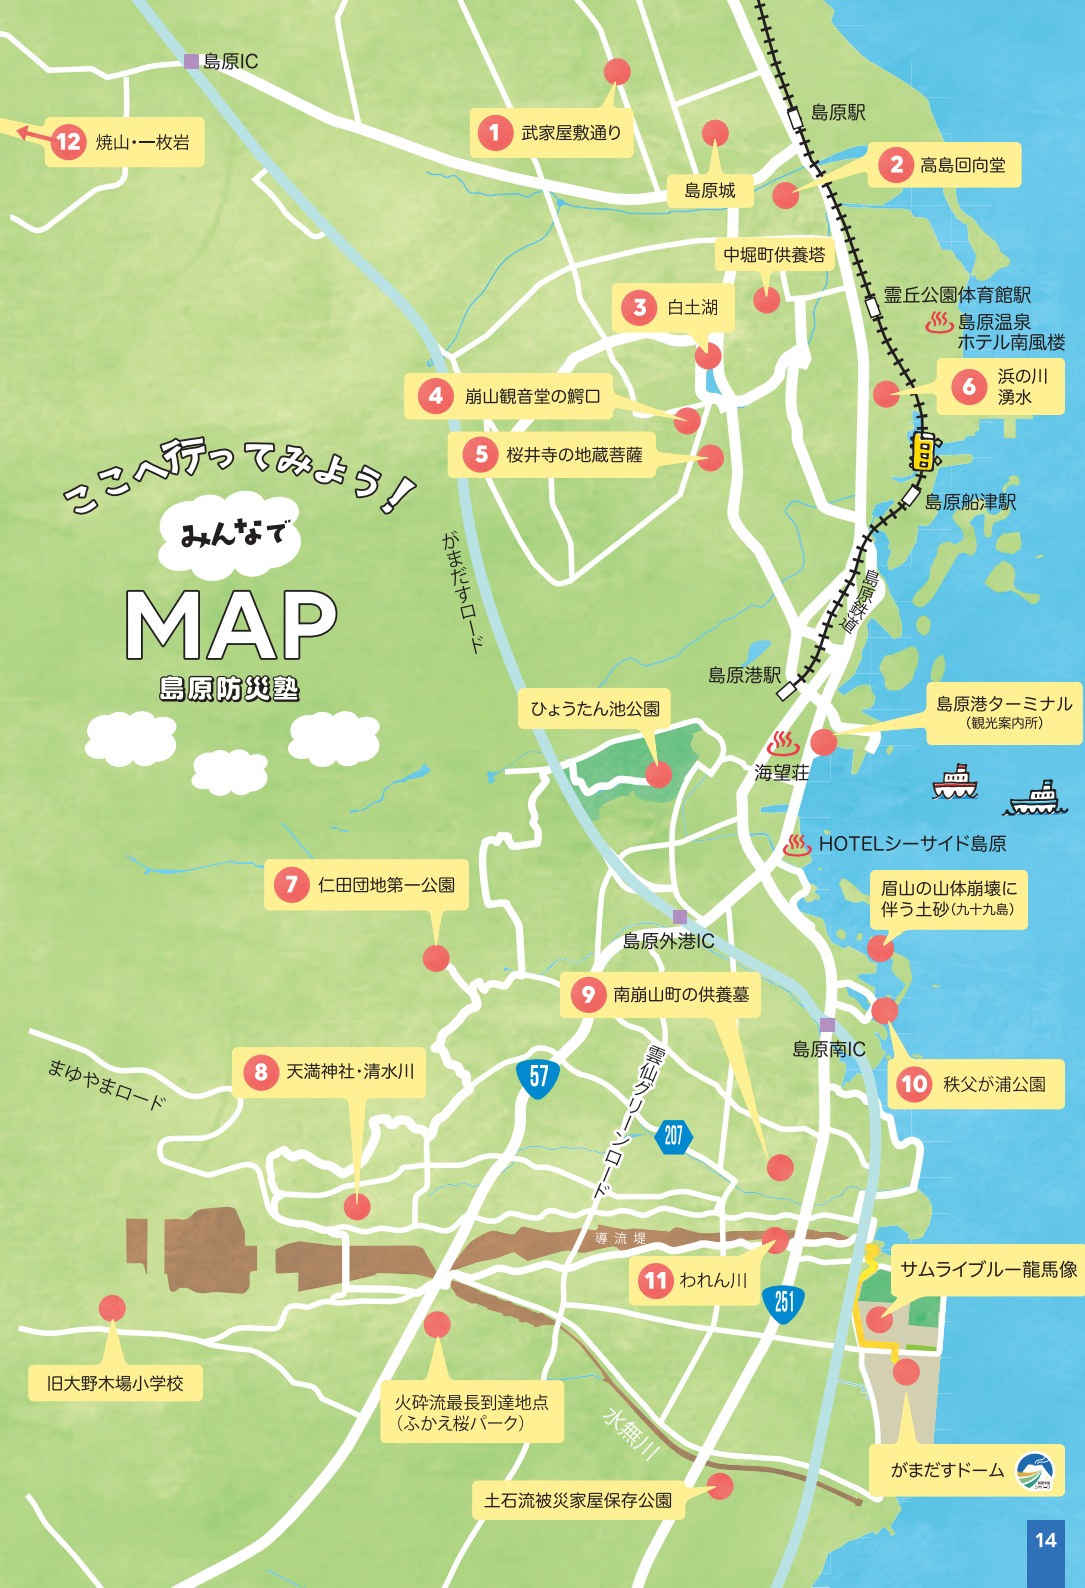 島原IC
島原駅
1 武家屋敷通り
12 焼山・一枚岩
島原城
2 高島回向堂
中堀町供養塔
霊丘公園体育館駅
3 白土湖
島原温泉
ホテル南風楼
4 崩山観音堂の鰐口
6 浜の川
湧水
5 桜井寺の地蔵菩薩
島原船津駅
ここへ行ってみよう!
みんなで
MAP
島原防災塾
がまだすロード
島原鉄道
島原港駅
ひょうたん池公園
島原港ターミナル
(観光案内所)
海望荘
HOTELシーサイド島原
7 仁田団地第一公園
眉山の山体崩壊に
伴う土砂(九十九島)
島原外港IC
9 南崩山町の供養墓
島原南IC
まゆやまロード
8 天満神社・清水川
57
雲仙グリーンロード
10 秩父が浦公園
207
導流堤
11 われん川
サムライブルー龍馬像
251
旧大野木場小学校
火砕流最長到達地点
(ふかえ桜パーク)
水無川
がまだすドーム
土石流被災家屋保存公園
14